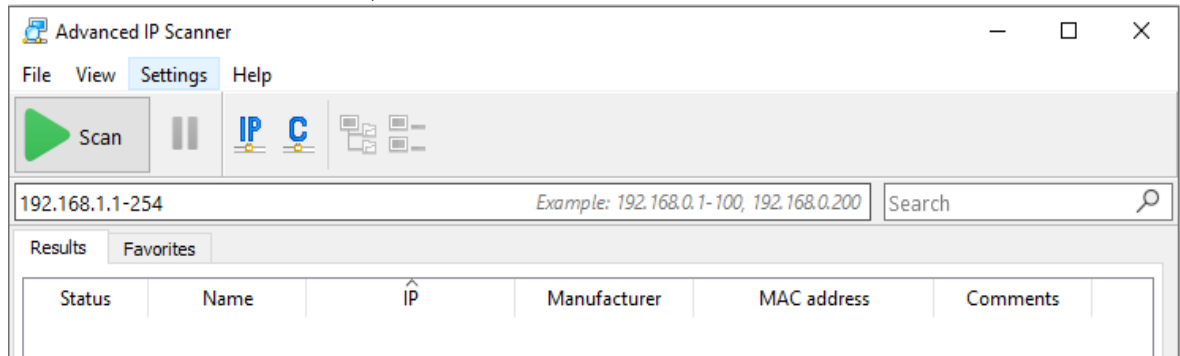 Advanced IP Scanner
File View Settings Help
Scan IP C
192.168.1.1-254 Example: 192.168.0.1-100, 192.168.0.200 Search
Results Favorites
Status Name IP Manufacturer MAC address Comments